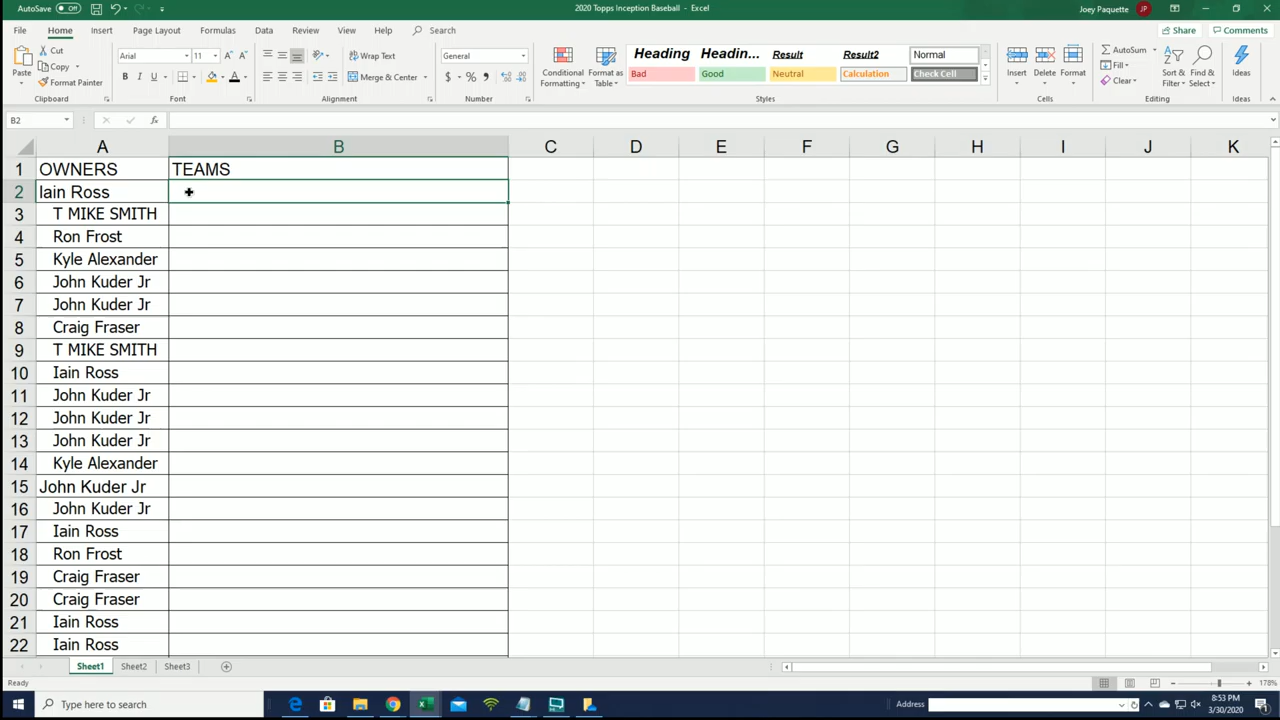 AutoSave Off 2020 Topps Inception Baseball - Excel Joey Paquette JP
File Home Insert Page Layout Formulas Data Review View Help Search Share Comments
Cut Arial 11 Wrap Text General Heading Headin... Result Result2 Normal AutoSum
Paste Copy Conditional Formatting Format as Table Insert Delete Format Fill Sort & Filter Find & Select Ideas
Format Painter B I U Merge & Center $ % Bad Good Neutral Calculation Check Cell Clear
Clipboard Font Alignment Number Styles Cells Editing Ideas
B2 fx
A B C D E F G H I J K
1 OWNERS TEAMS
2 Iain Ross
3 T MIKE SMITH
4 Ron Frost
5 Kyle Alexander
6 John Kuder Jr
7 John Kuder Jr
8 Craig Fraser
9 T MIKE SMITH
10 Iain Ross
11 John Kuder Jr
12 John Kuder Jr
13 John Kuder Jr
14 Kyle Alexander
15 John Kuder Jr
16 John Kuder Jr
17 Iain Ross
18 Ron Frost
19 Craig Fraser
20 Craig Fraser
21 Iain Ross
22 Iain Ross
Sheet1 Sheet2 Sheet3
Ready 178%
Type here to search Address 8:53 PM
3/30/2020